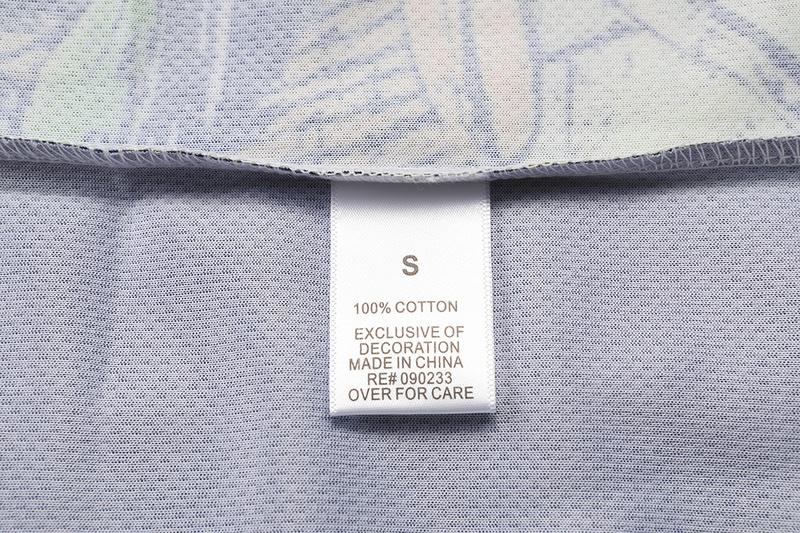 S
100% COTTON
EXCLUSIVE OF
DECORATION
MADE IN CHINA
RE# 090233
OVER FOR CARE